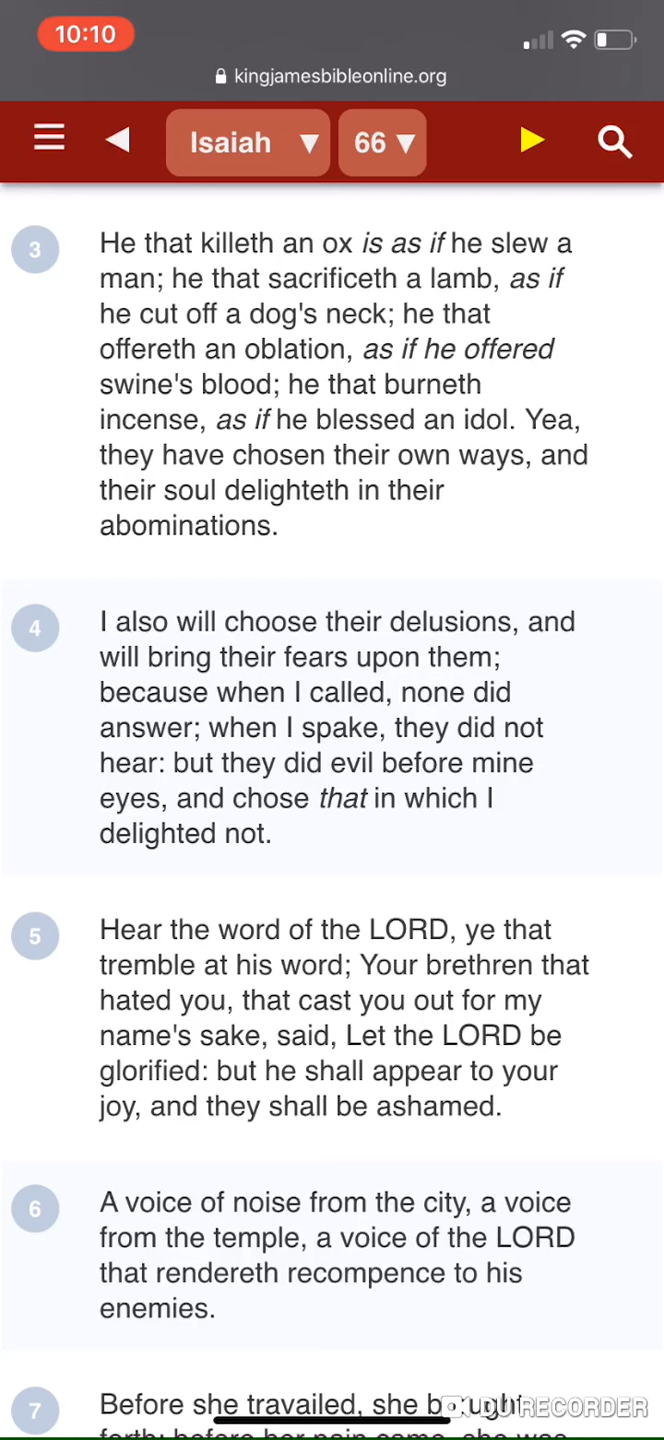 10:10
kingjamesbibleonline.org
Isaiah ▼ 66 ▼
3
He that killeth an ox is as if he slew a
man; he that sacrificeth a lamb, as if
he cut off a dog's neck; he that
offereth an oblation, as if he offered
swine's blood; he that burneth
incense, as if he blessed an idol. Yea,
they have chosen their own ways, and
their soul delighteth in their
abominations.
4
I also will choose their delusions, and
will bring their fears upon them;
because when I called, none did
answer; when I spake, they did not
hear: but they did evil before mine
eyes, and chose that in which I
delighted not.
5
Hear the word of the LORD, ye that
tremble at his word; Your brethren that
hated you, that cast you out for my
name's sake, said, Let the LORD be
glorified: but he shall appear to your
joy, and they shall be ashamed.
6
A voice of noise from the city, a voice
from the temple, a voice of the LORD
that rendereth recompence to his
enemies.
7
Before she travailed, she brought
DU RECORDER